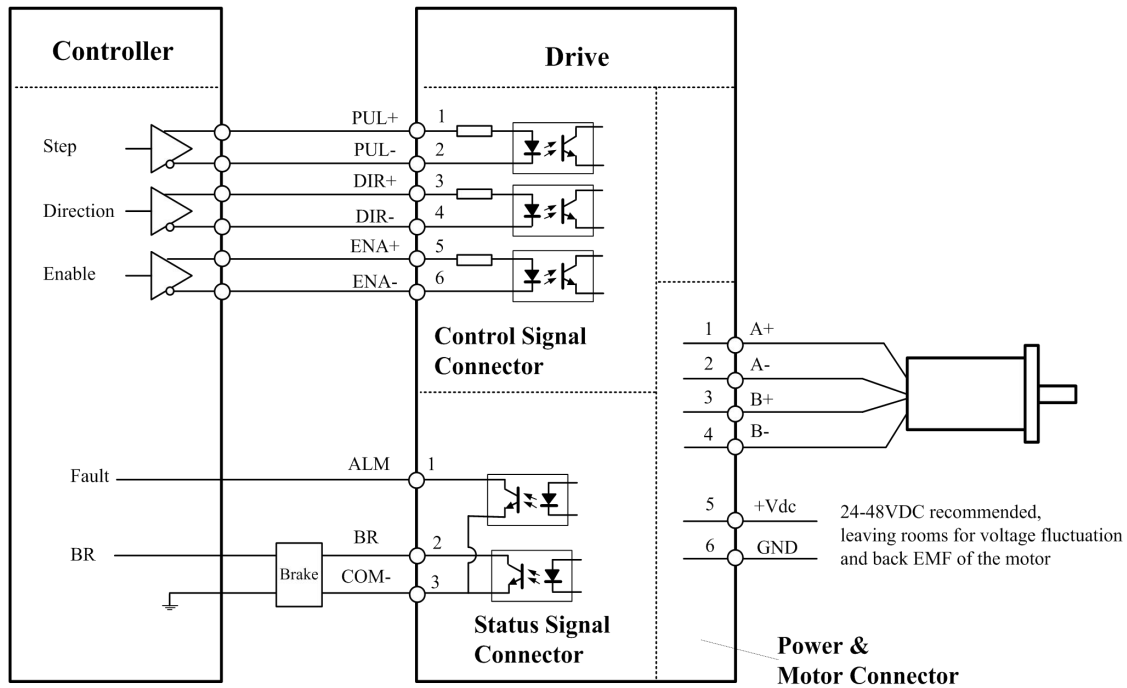 Controller
Drive
Step
PUL+
1
PUL-
2
Direction
DIR+
3
DIR-
4
Enable
ENA+
5
ENA-
6
Control Signal
Connector
1
A+
2
A-
3
B+
4
B-
5
+Vdc
6
GND
24-48VDC recommended,
leaving rooms for voltage fluctuation
and back EMF of the motor
Fault
ALM
1
BR
Brake
BR
2
COM-
3
Status Signal
Connector
Power &
Motor Connector